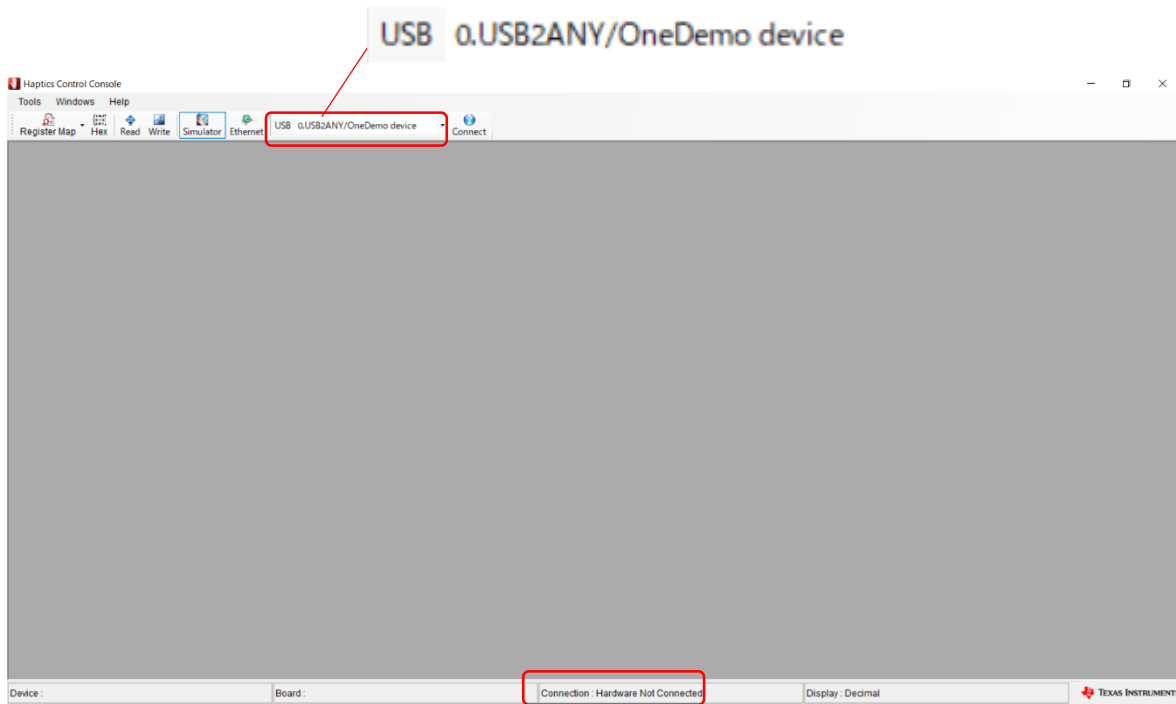 USB 0.USB2ANY/OneDemo device
Haptics Control Console
Tools Windows Help
Register Map Hex Read Write Simulator Ethernet USB 0.USB2ANY/OneDemo device Connect
Device : Board : Connection : Hardware Not Connected Display : Decimal TEXAS INSTRUMENT